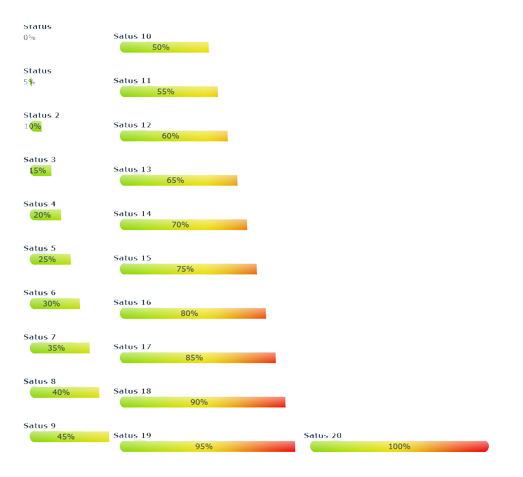 Status
0%
Status
5%
Status 2
10%
Satus 3
15%
Satus 4
20%
Satus 5
25%
Satus 6
30%
Satus 7
35%
Satus 8
40%
Satus 9
45%
Satus 10
50%
Satus 11
55%
Satus 12
60%
Satus 13
65%
Satus 14
70%
Satus 15
75%
Satus 16
80%
Satus 17
85%
Satus 18
90%
Satus 19
95%
Satus 20
100%